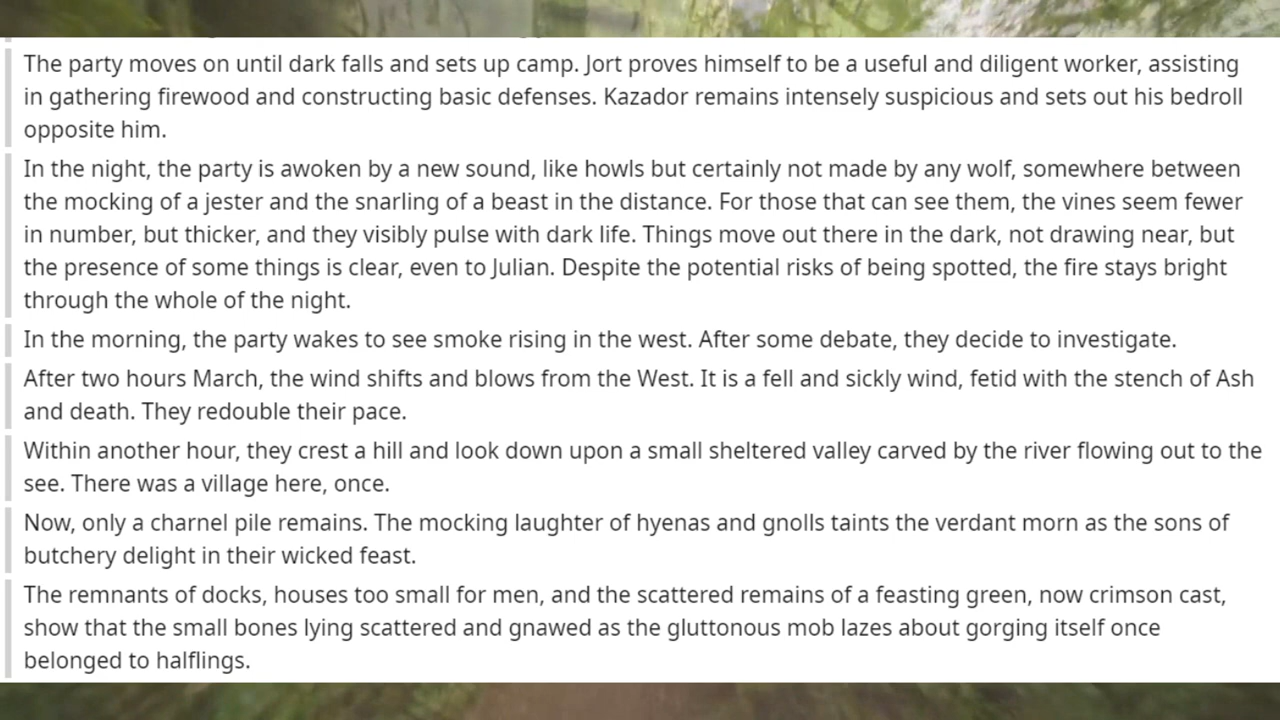 The party moves on until dark falls and sets up camp. Jort proves himself to be a useful and diligent worker, assisting
in gathering firewood and constructing basic defenses. Kazador remains intensely suspicious and sets out his bedroll
opposite him.
In the night, the party is awoken by a new sound, like howls but certainly not made by any wolf, somewhere between
the mocking of a jester and the snarling of a beast in the distance. For those that can see them, the vines seem fewer
in number, but thicker, and they visibly pulse with dark life. Things move out there in the dark, not drawing near, but
the presence of some things is clear, even to Julian. Despite the potential risks of being spotted, the fire stays bright
through the whole of the night.
In the morning, the party wakes to see smoke rising in the west. After some debate, they decide to investigate.
After two hours March, the wind shifts and blows from the West. It is a fell and sickly wind, fetid with the stench of Ash
and death. They redouble their pace.
Within another hour, they crest a hill and look down upon a small sheltered valley carved by the river flowing out to the
see. There was a village here, once.
Now, only a charnel pile remains. The mocking laughter of hyenas and gnolls taints the verdant morn as the sons of
butchery delight in their wicked feast.
The remnants of docks, houses too small for men, and the scattered remains of a feasting green, now crimson cast,
show that the small bones lying scattered and gnawed as the gluttonous mob lazes about gorging itself once
belonged to halflings.